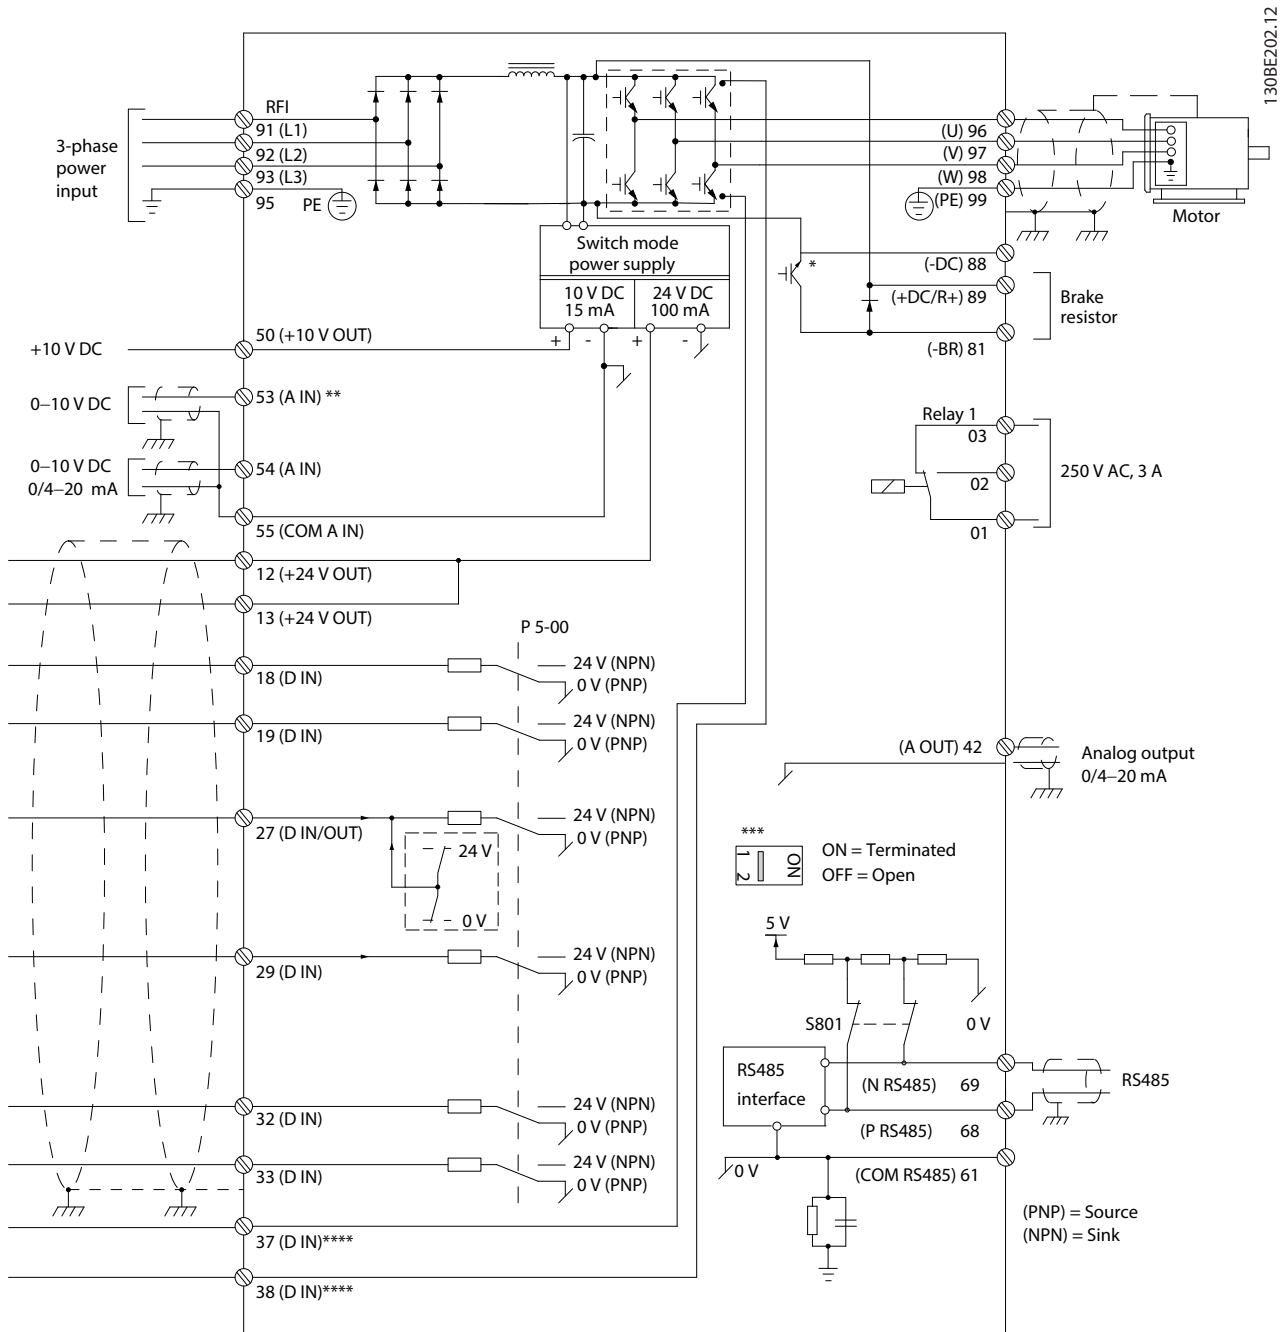 130BE202.12
3-phase
power
input
RFI
91 (L1)
92 (L2)
93 (L3)
95
PE
(U) 96
(V) 97
(W) 98
(PE) 99
Motor
Switch mode
power supply
10 V DC
15 mA
24 V DC
100 mA
+
-
+
-
*
(-DC) 88
(+DC/R+) 89
(-BR) 81
Brake
resistor
+10 V DC
50 (+10 V OUT)
0–10 V DC
53 (A IN) **
0–10 V DC
0/4–20 mA
54 (A IN)
55 (COM A IN)
Relay 1
03
02
01
250 V AC, 3 A
12 (+24 V OUT)
13 (+24 V OUT)
P 5-00
18 (D IN)
24 V (NPN)
0 V (PNP)
19 (D IN)
24 V (NPN)
0 V (PNP)
(A OUT) 42
Analog output
0/4–20 mA
27 (D IN/OUT)
24 V (NPN)
0 V (PNP)
24 V
0 V
***
1
2
ON
ON = Terminated
OFF = Open
29 (D IN)
24 V (NPN)
0 V (PNP)
5 V
S801
0 V
RS485
interface
(N RS485) 69
RS485
(P RS485) 68
0 V
(COM RS485) 61
32 (D IN)
24 V (NPN)
0 V (PNP)
33 (D IN)
24 V (NPN)
0 V (PNP)
37 (D IN)****
38 (D IN)****
(PNP) = Source
(NPN) = Sink